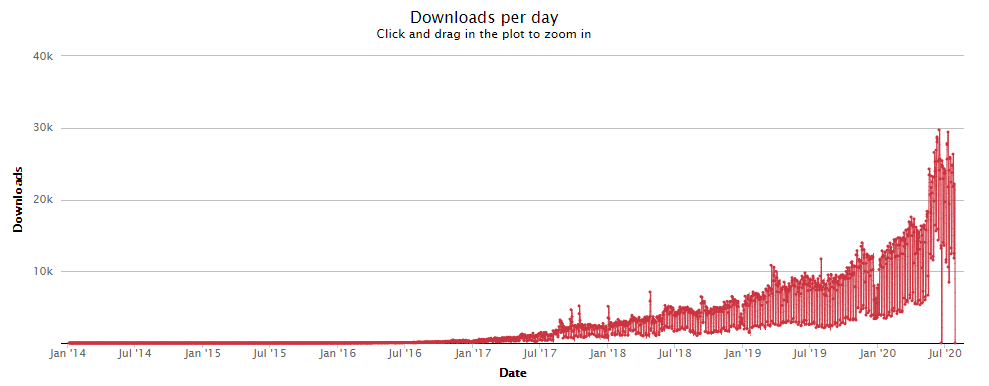 Downloads per day
Click and drag in the plot to zoom in
40k
30k
20k
10k
Downloads
Jan '14 Jul '14 Jan '15 Jul '15 Jan '16 Jul '16 Jan '17 Jul '17 Jan '18 Jul '18 Jan '19 Jul '19 Jan '20 Jul '20
Date